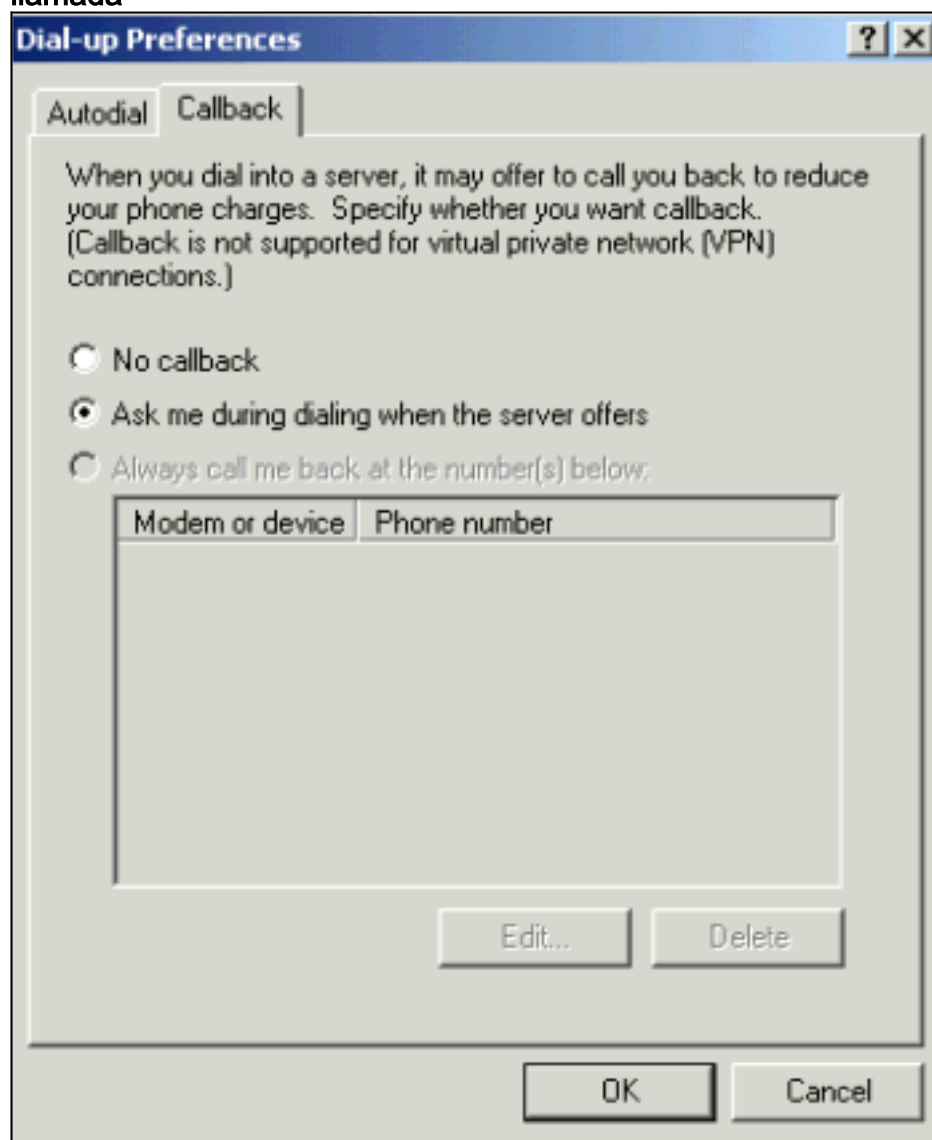 llamada
Dial-up Preferences
Autodial Callback
When you dial into a server, it may offer to call you back to reduce
your phone charges. Specify whether you want callback.
(Callback is not supported for virtual private network (VPN)
connections.)
No callback
Ask me during dialing when the server offers
Always call me back at the number(s) below:
Modem or device Phone number
Edit... Delete
OK Cancel